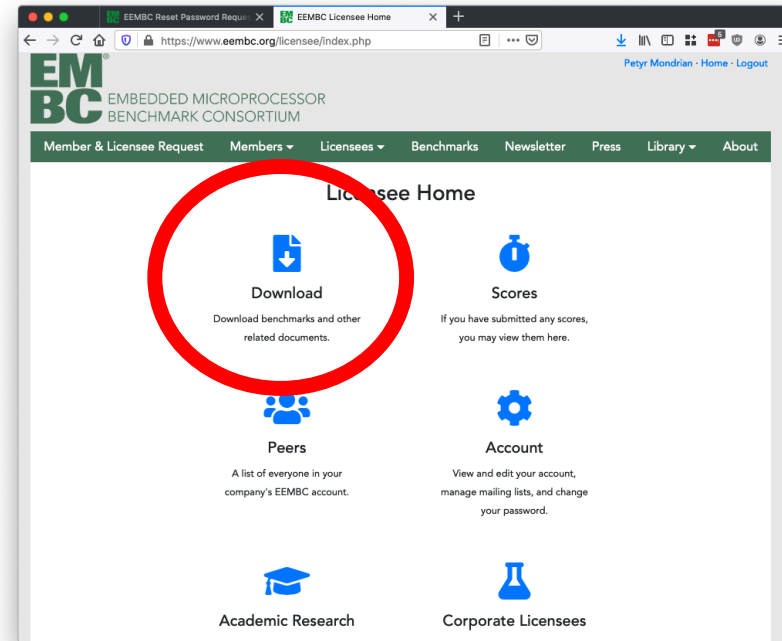 EEMBC Reset Password Reques
EEMBC Licensee Home
https://www.eembc.org/licensee/index.php
5
Petyr Mondrian · Home · Logout
EM
BC
EMBEDDED MICROPROCESSOR
BENCHMARK CONSORTIUM
Member & Licensee Request Members Licensees Benchmarks Newsletter Press Library About
Licensee Home
Download
Download benchmarks and other
related documents.
Scores
If you have submitted any scores,
you may view them here.
Peers
A list of everyone in your
company's EEMBC account.
Account
View and edit your account,
manage mailing lists, and change
your password.
Academic Research
Corporate Licensees